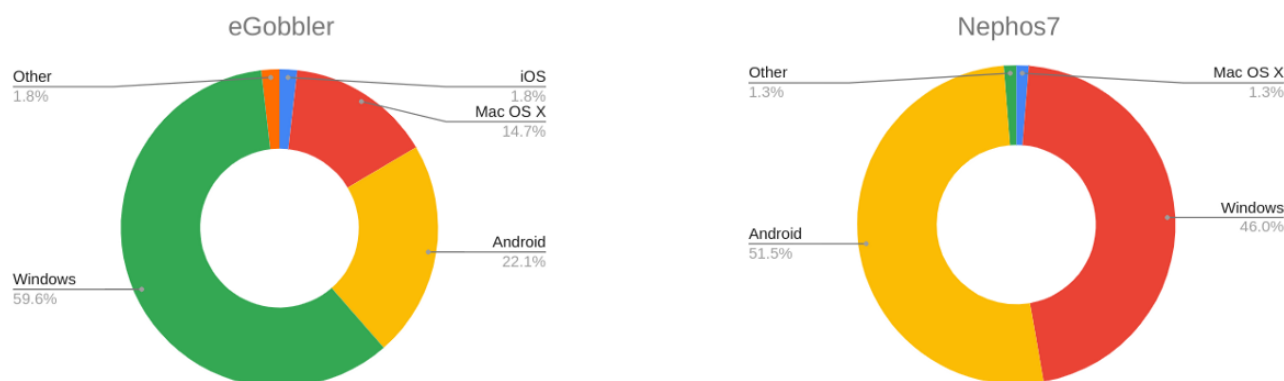 eGobbler
Other
1.8%
iOS
1.8%
Mac OS X
14.7%
Android
22.1%
Windows
59.6%
Nephos7
Other
1.3%
Mac OS X
1.3%
Windows
46.0%
Android
51.5%